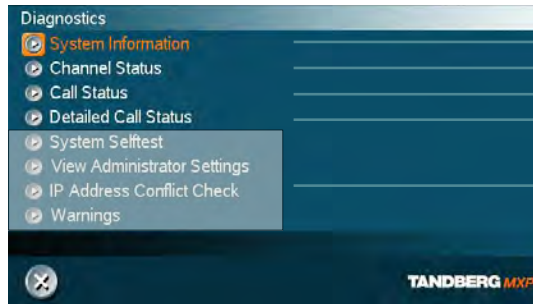 Diagnostics
System Information
Channel Status
Call Status
Detailed Call Status
System Selftest
View Administrator Settings
IP Address Conflict Check
Warnings
TANDBERG MXP